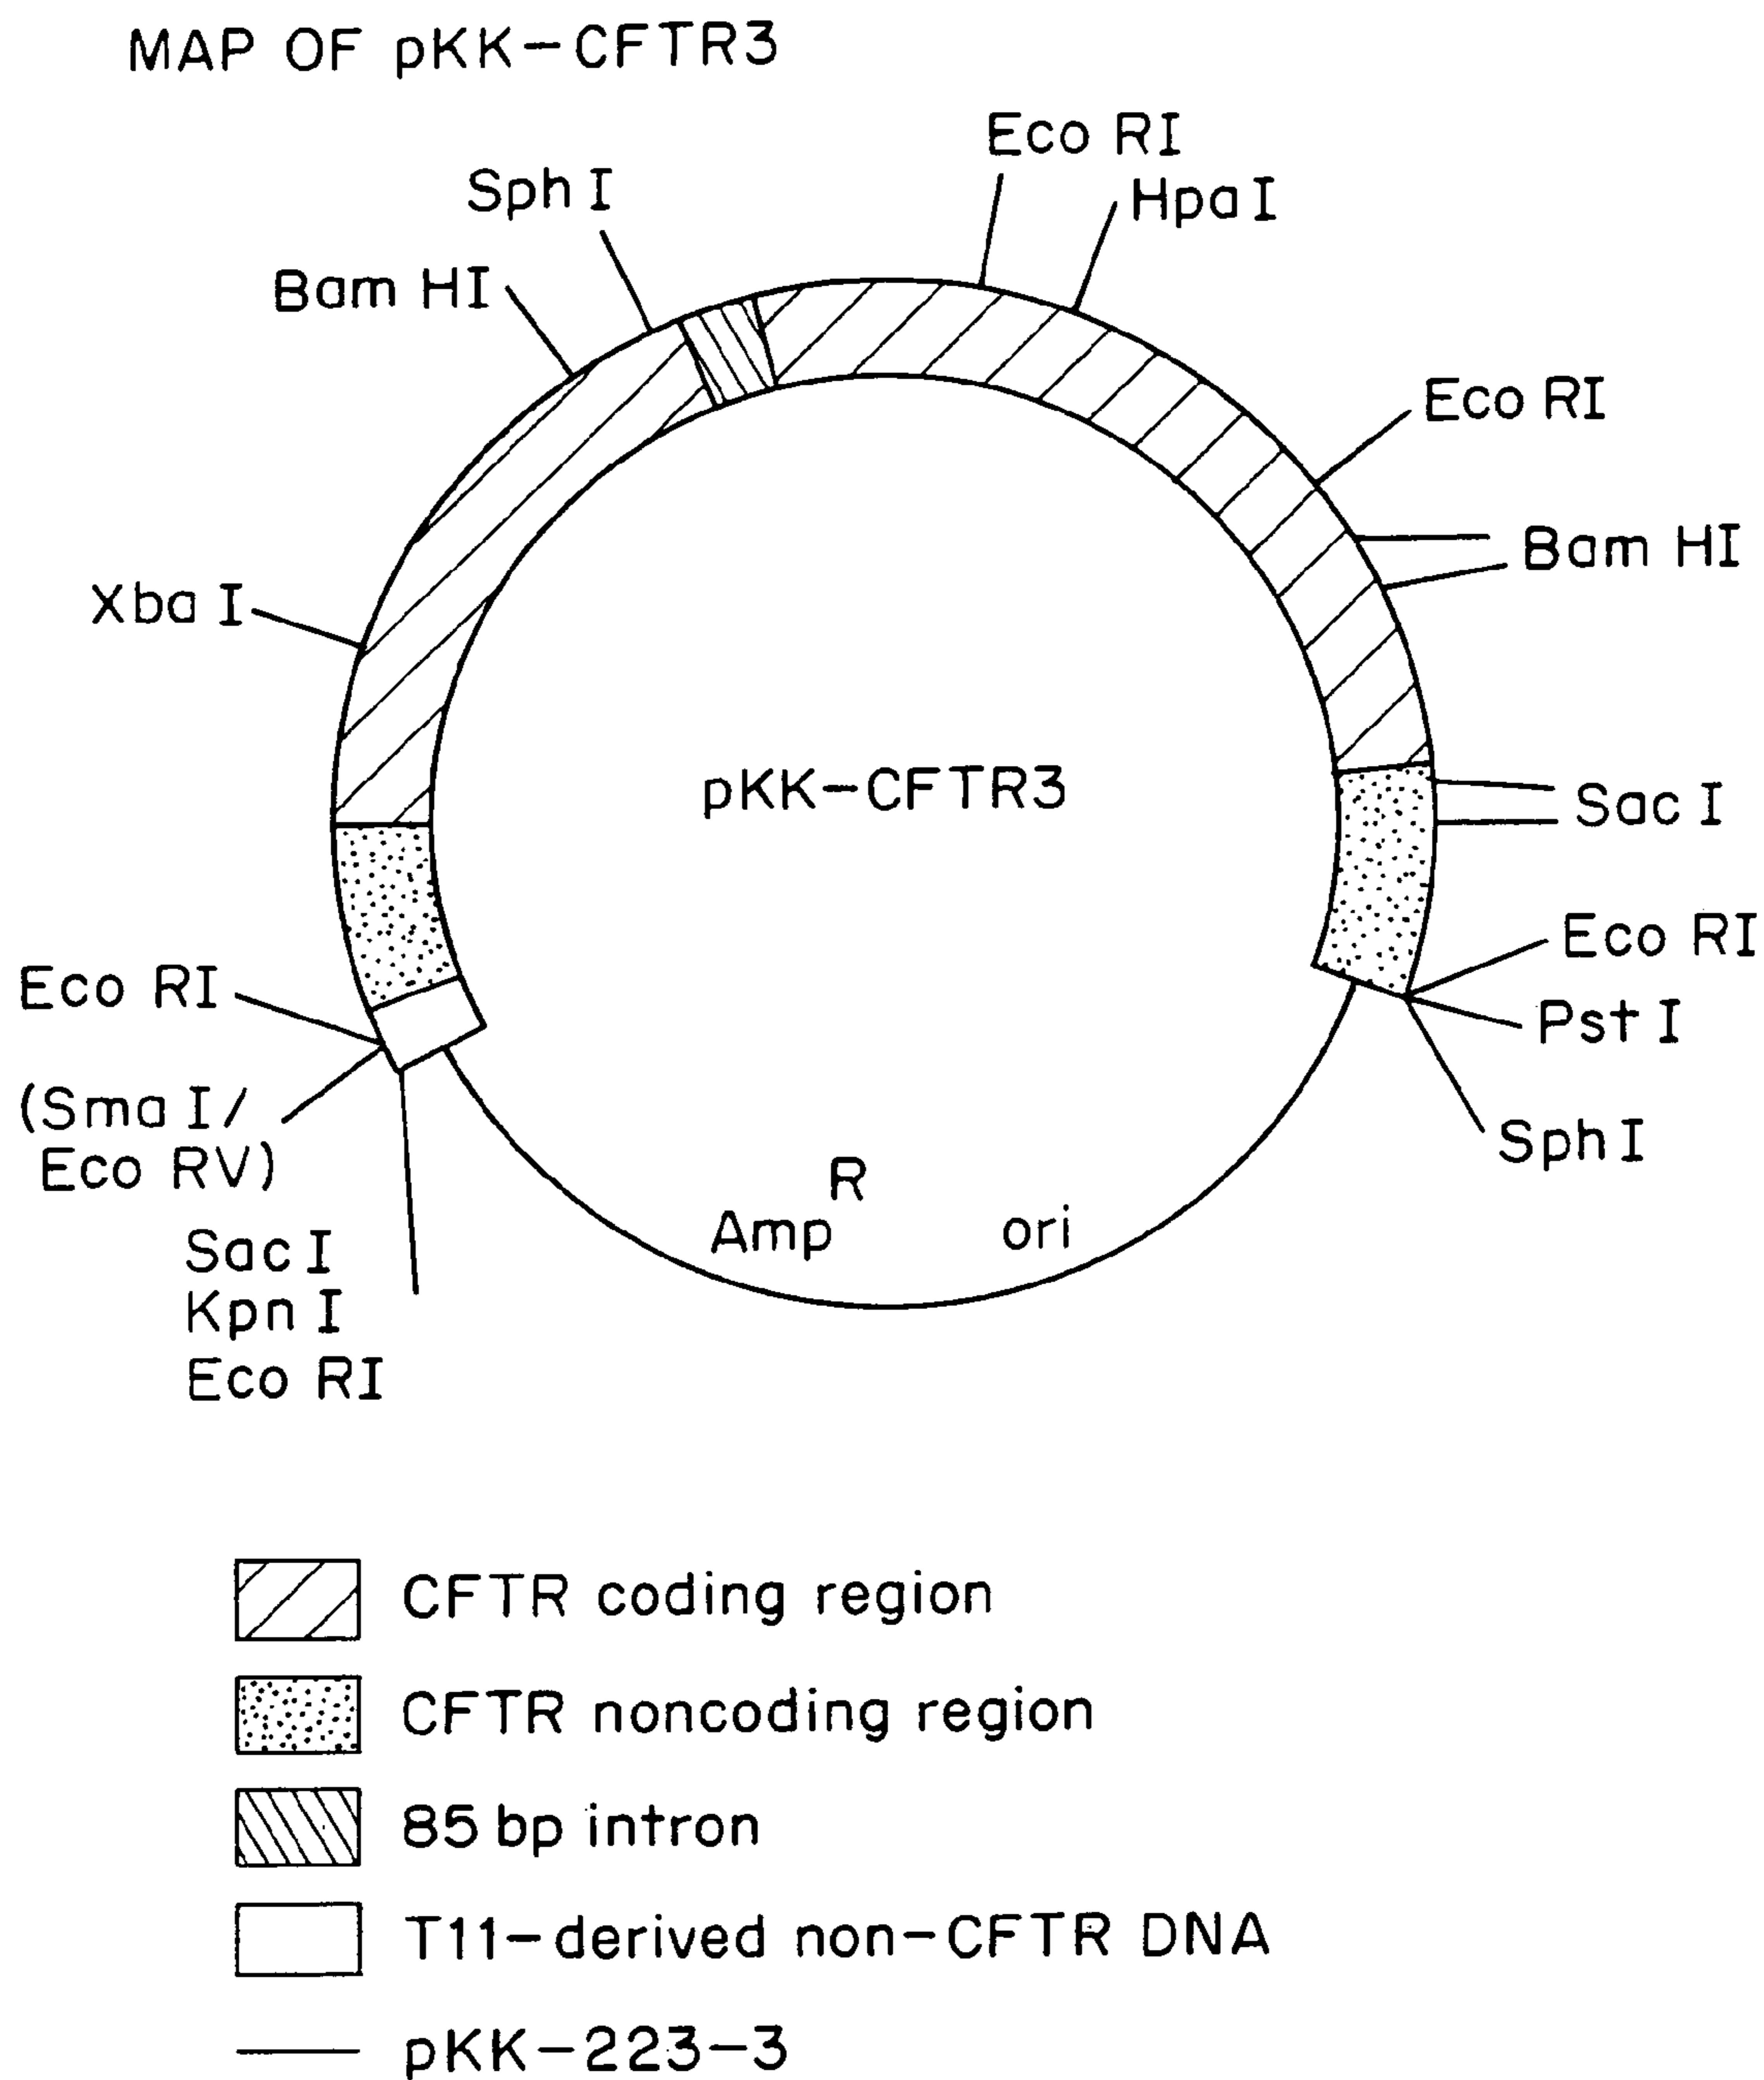 MAP OF pKK-CFTR3
Eco RI
Hpa I
Sph I
Bam HI
Eco RI
Bam HI
Xba I
pKK-CFTR3
Sac I
Eco RI
Pst I
Sph I
Eco RI
(Sma I/
Eco RV)
Sac I
Kpn I
Eco RI
Amp R
ori
CFTR coding region
CFTR noncoding region
85 bp intron
T11-derived non-CFTR DNA
pKK-223-3